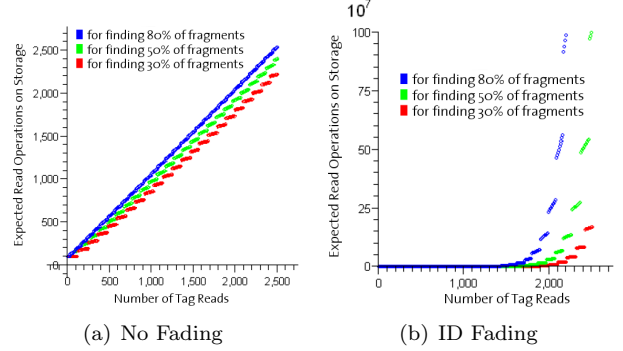 10⁷
for finding 80% of fragments
for finding 50% of fragments
for finding 30% of fragments
Expected Read Operations on Storage
2,500
2,000
1,500
1,000
500
0
0 500 1,000 1,500 2,000 2,500
Number of Tag Reads
(a) No Fading
for finding 80% of fragments
for finding 50% of fragments
for finding 30% of fragments
Expected Read Operations on Storage
100
75
50
25
0
0 1,000 2,000
Number of Tag Reads
(b) ID Fading